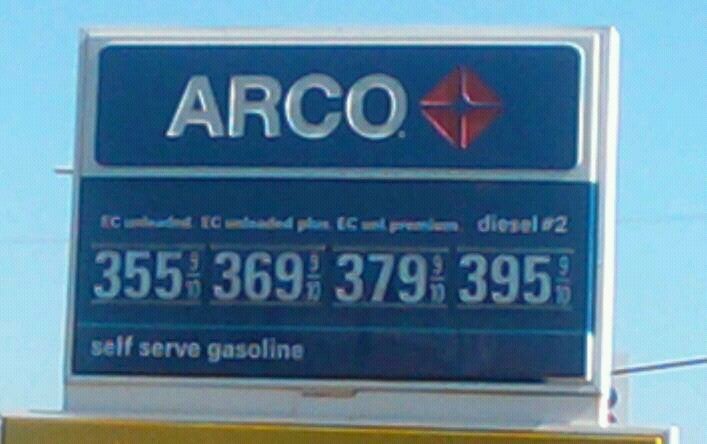 ARCO
EC unleaded EC unleaded plus EC unl premium diesel #2
355 9/10 369 9/10 379 9/10 395 9/10
self serve gasoline